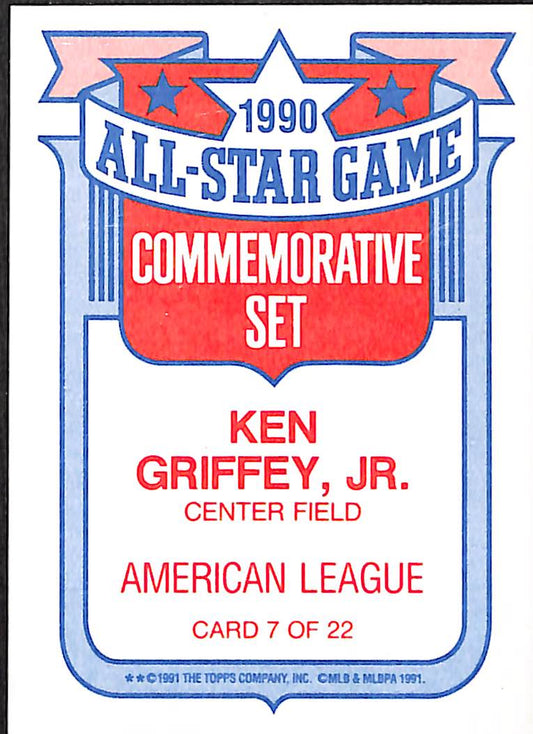 1990
ALL-STAR GAME
COMMEMORATIVE
SET
KEN
GRIFFEY, JR.
CENTER FIELD
AMERICAN LEAGUE
CARD 7 OF 22
★★©1991 THE TOPPS COMPANY, INC. ©MLB & MLBPA 1991.